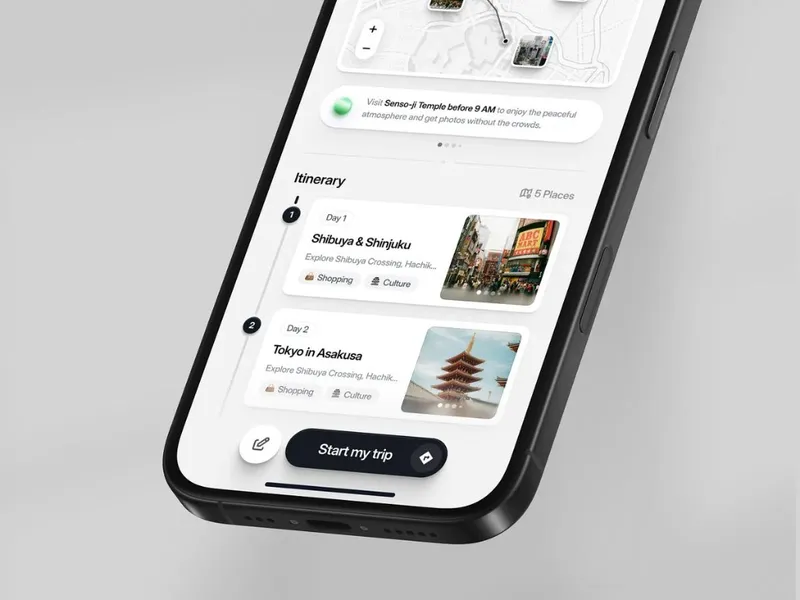 +
−
Visit Senso-ji Temple before 9 AM to enjoy the peaceful
atmosphere and get photos without the crowds.
Itinerary
5 Places
1
Day 1
Shibuya & Shinjuku
Explore Shibuya Crossing, Hachik...
Shopping
Culture
ABC
MART
2
Day 2
Tokyo in Asakusa
Explore Shibuya Crossing, Hachik...
Shopping
Culture
Start my trip